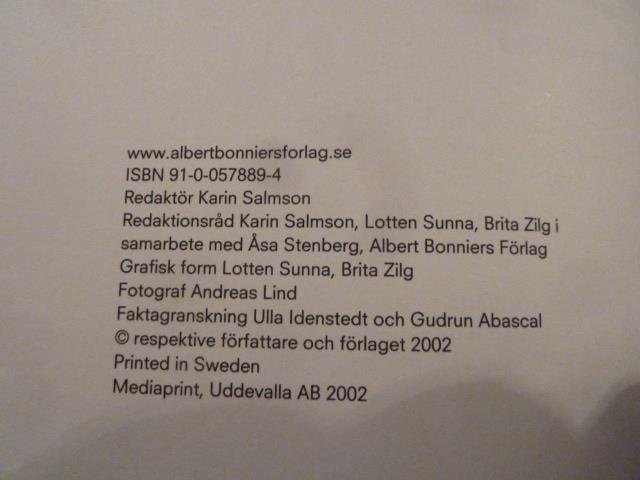 www.albertbonniersforlag.se
ISBN 91-0-057889-4
Redaktör Karin Salmson
Redaktionsråd Karin Salmson, Lotten Sunna, Brita Zilg i
samarbete med Åsa Stenberg, Albert Bonniers Förlag
Grafisk form Lotten Sunna, Brita Zilg
Fotograf Andreas Lind
Faktagranskning Ulla Idenstedt och Gudrun Abascal
© respektive författare och förlaget 2002
Printed in Sweden
Mediaprint, Uddevalla AB 2002